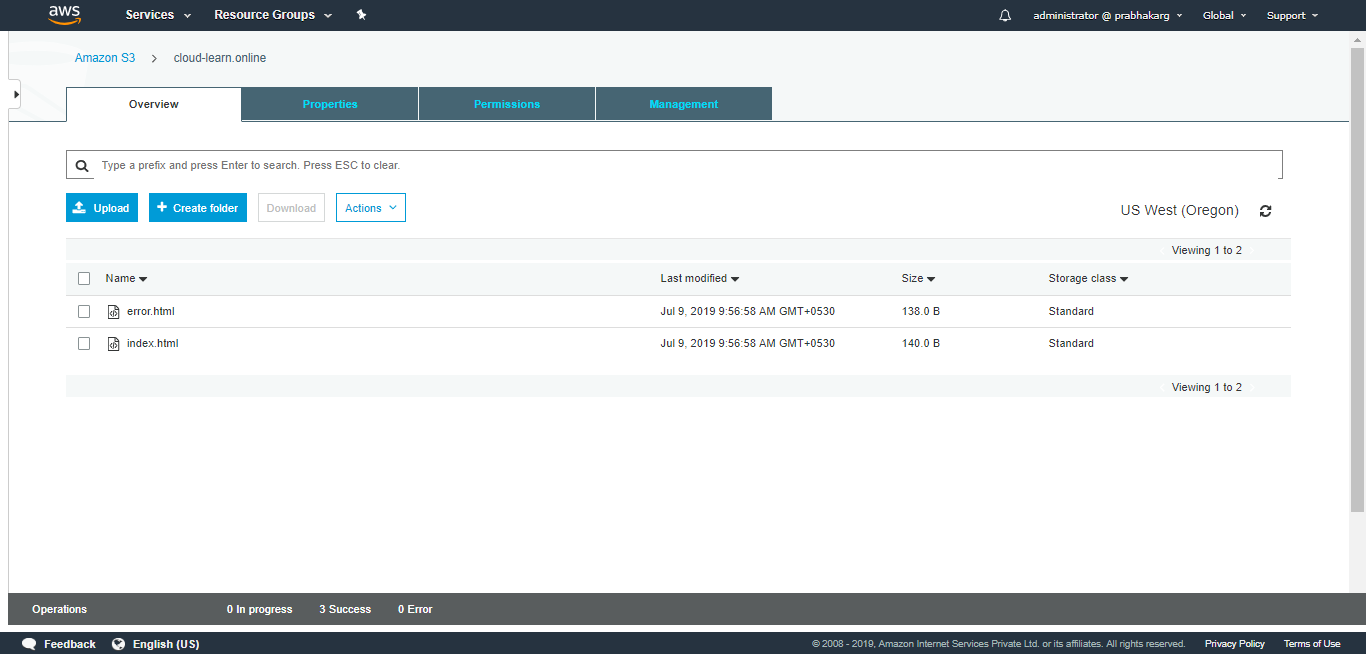 aws Services Resource Groups administrator @ prabhakarg Global Support
Amazon S3 > cloud-learn.online
Overview Properties Permissions Management
Type a prefix and press Enter to search. Press ESC to clear.
Upload + Create folder Download Actions US West (Oregon)
Viewing 1 to 2
Name Last modified Size Storage class
error.html Jul 9, 2019 9:56:58 AM GMT+0530 138.0 B Standard
index.html Jul 9, 2019 9:56:58 AM GMT+0530 140.0 B Standard
Viewing 1 to 2
Operations 0 In progress 3 Success 0 Error
Feedback English (US) © 2008 - 2019, Amazon Internet Services Private Ltd. or its affiliates. All rights reserved. Privacy Policy Terms of Use